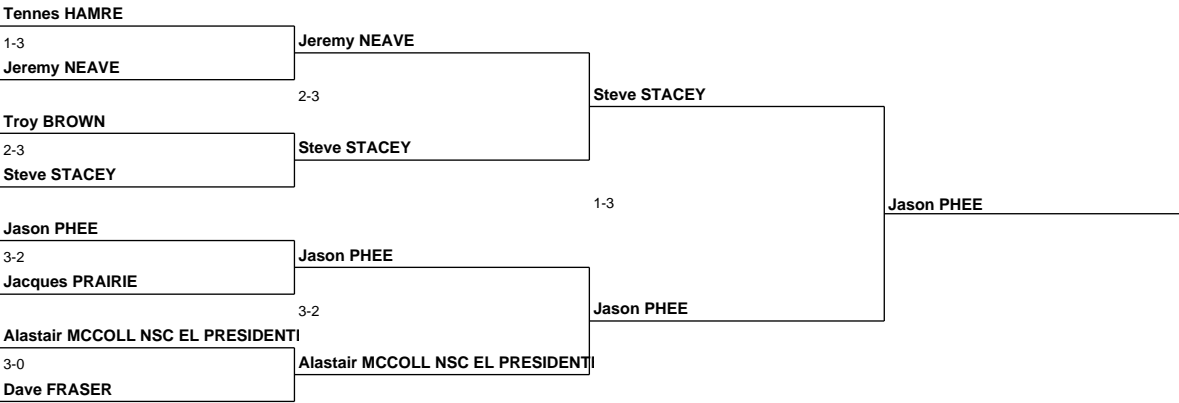 Tennes HAMRE
1-3
Jeremy NEAVE
Jeremy NEAVE
2-3
Steve STACEY
Troy BROWN
2-3
Steve STACEY
Steve STACEY
1-3
Jason PHEE
Jason PHEE
3-2
Jacques PRAIRIE
Jason PHEE
3-2
Jason PHEE
Alastair MCCOLL NSC EL PRESIDENTI
3-0
Dave FRASER
Alastair MCCOLL NSC EL PRESIDENTI